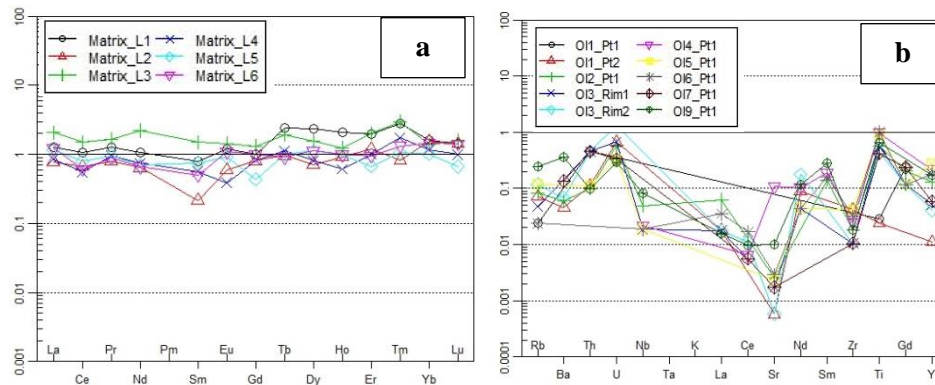 a
Matrix_L1 Matrix_L4
Matrix_L2 Matrix_L5
Matrix_L3 Matrix_L6
100
10
1
0.1
0.01
0.001
La Pr Pm Eu Tb Ho Tm Lu
Ce Nd Sm Gd Dy Er Yb
b
Ol1_Pt1 Ol4_Pt1
Ol1_Pt2 Ol5_Pt1
Ol2_Pt1 Ol6_Pt1
Ol3_Rim1 Ol7_Pt1
Ol3_Rim2 Ol9_Pt1
100
10
1
0.1
0.01
0.001
0.0001
Rb Th Nb K Ce Nd Zr Gd
Ba U Ta La Sr Sm Ti Y